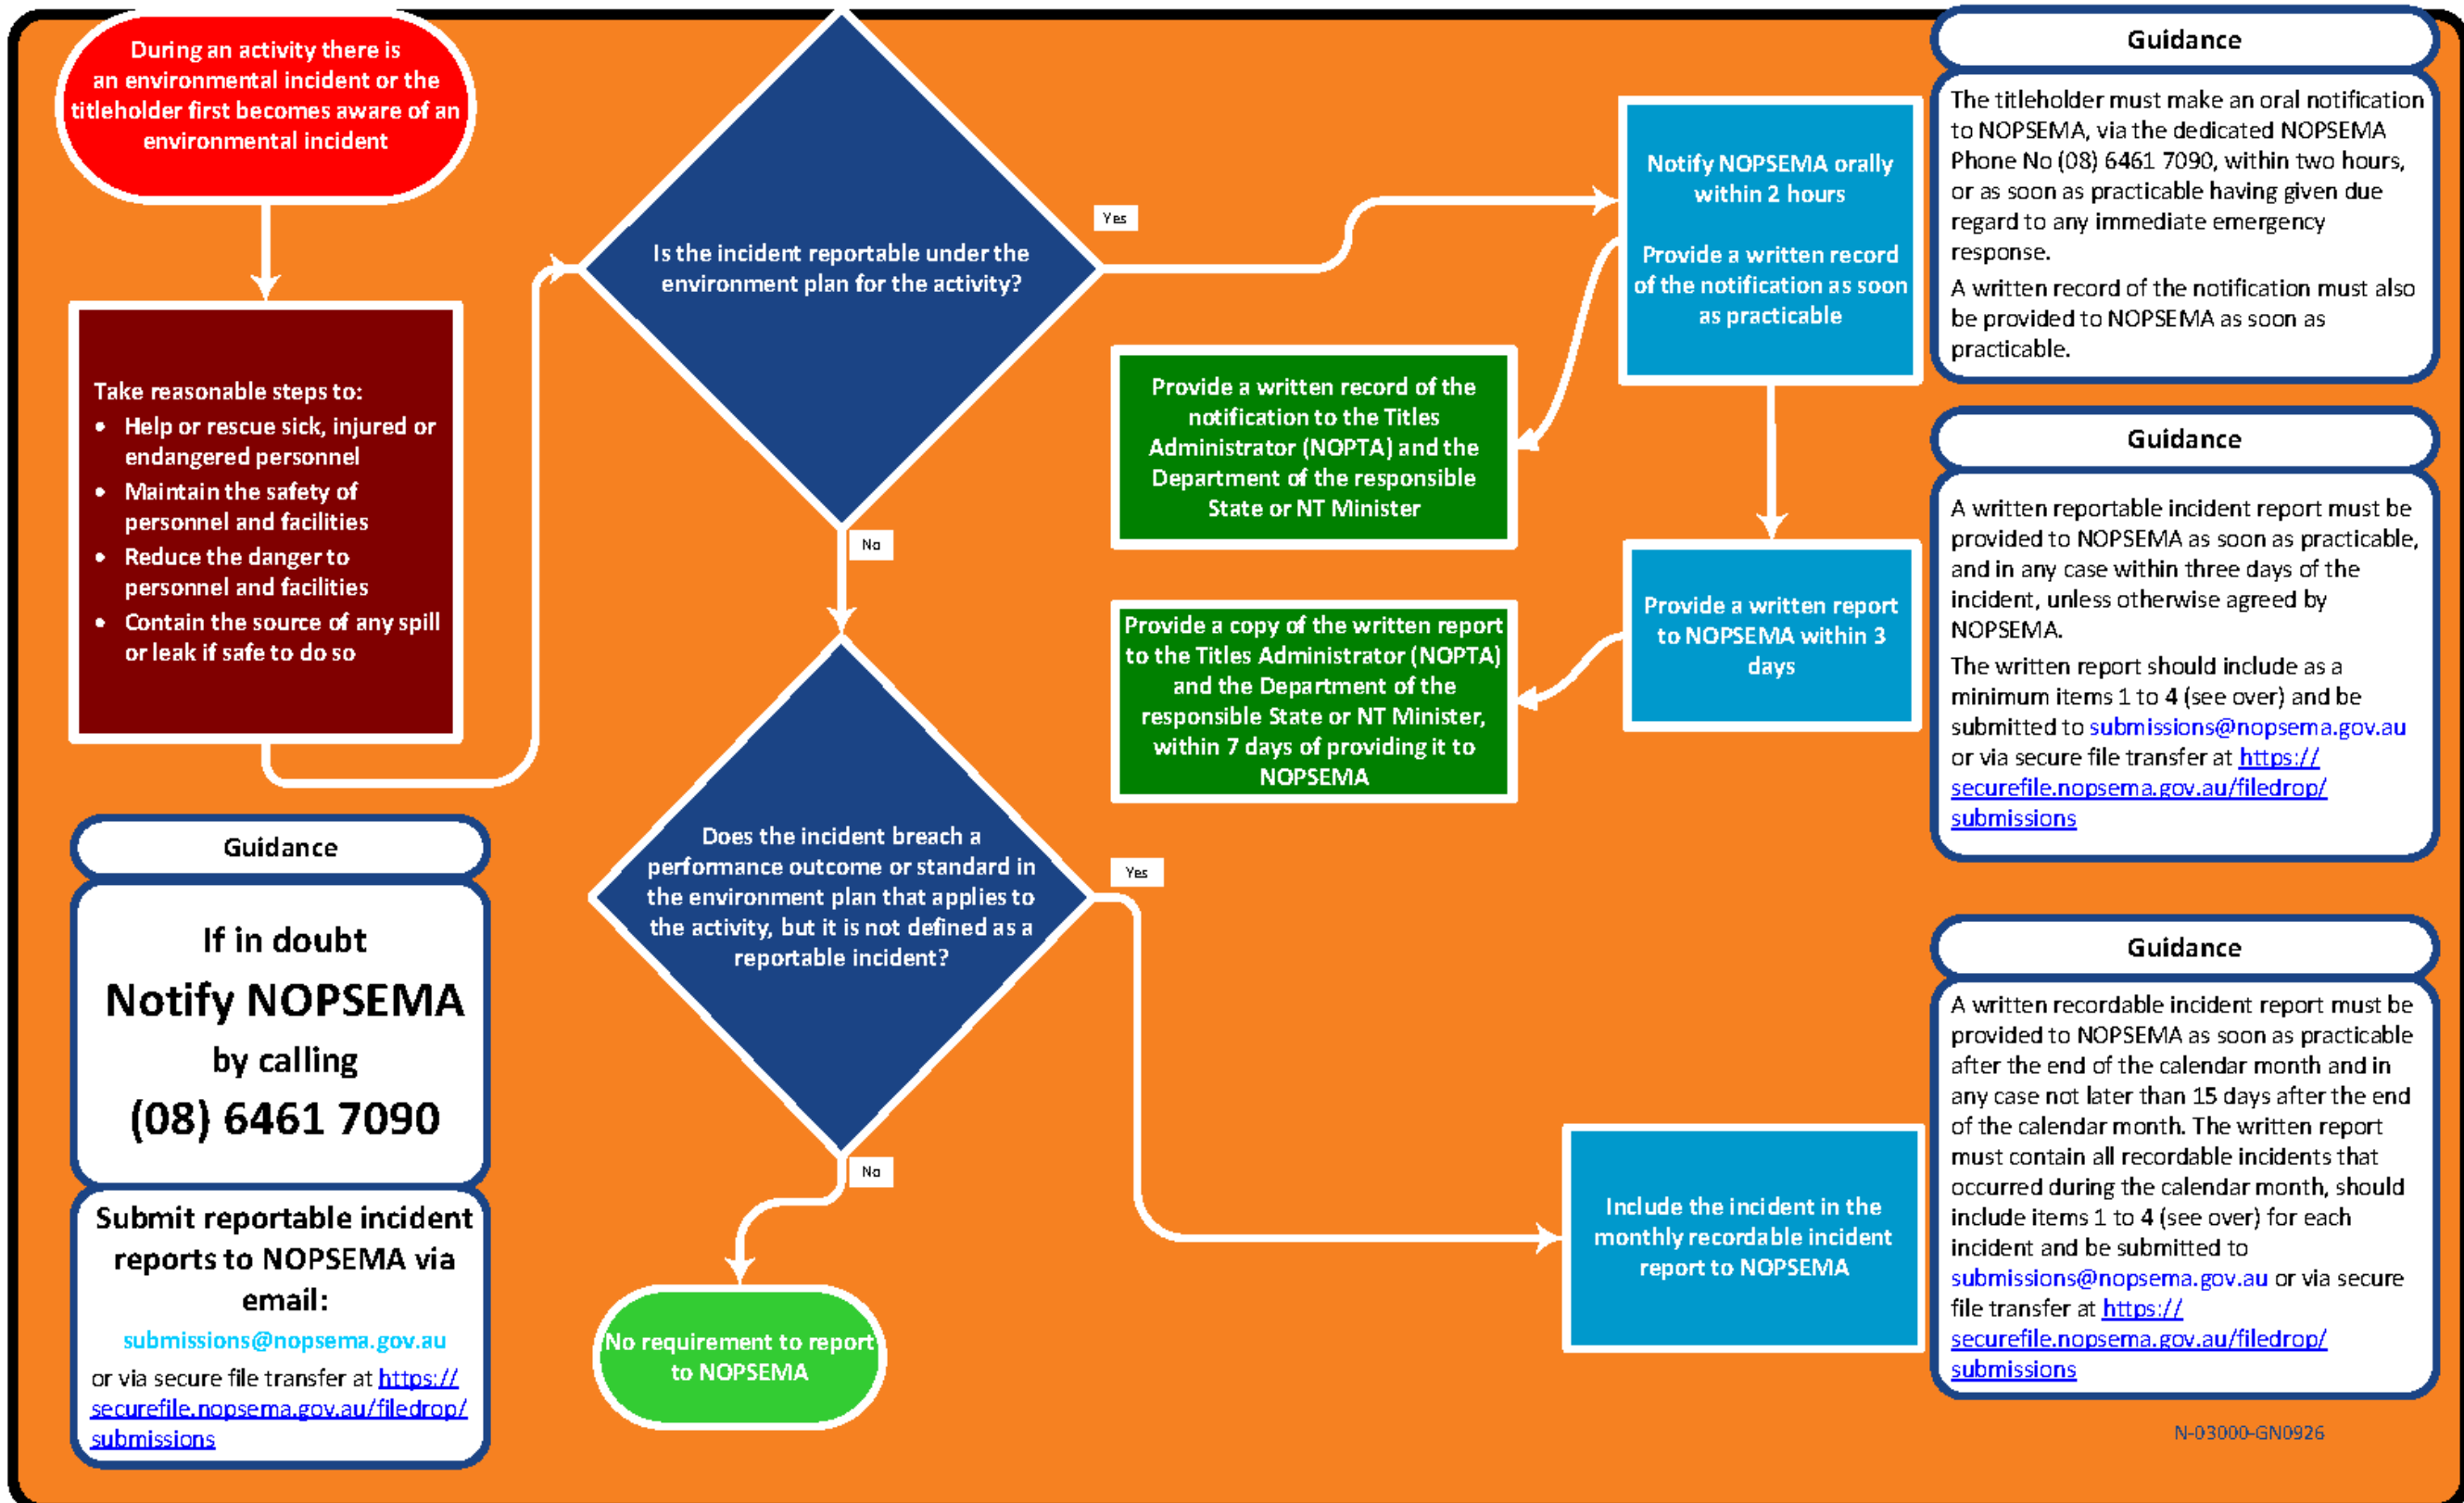 During an activity there is
an environmental incident or the
titleholder first becomes aware of an
environmental incident
Take reasonable steps to:
• Help or rescue sick, injured or
endangered personnel
• Maintain the safety of
personnel and facilities
• Reduce the danger to
personnel and facilities
• Contain the source of any spill
or leak if safe to do so
Guidance
If in doubt
Notify NOPSEMA
by calling
(08) 6461 7090
Submit reportable incident
reports to NOPSEMA via
email:
submissions@nopsema.gov.au
or via secure file transfer at https://
securefile.nopsema.gov.au/filedrop/
submissions
Is the incident reportable under the
environment plan for the activity?
Yes
No
Does the incident breach a
performance outcome or standard in
the environment plan that applies to
the activity, but it is not defined as a
reportable incident?
Yes
No
No requirement to report
to NOPSEMA
Notify NOPSEMA orally
within 2 hours
Provide a written record
of the notification as soon
as practicable
Provide a written record of the
notification to the Titles
Administrator (NOPTA) and the
Department of the responsible
State or NT Minister
Provide a written report
to NOPSEMA within 3
days
Provide a copy of the written report
to the Titles Administrator (NOPTA)
and the Department of the
responsible State or NT Minister,
within 7 days of providing it to
NOPSEMA
Include the incident in the
monthly recordable incident
report to NOPSEMA
Guidance
The titleholder must make an oral notification
to NOPSEMA, via the dedicated NOPSEMA
Phone No (08) 6461 7090, within two hours,
or as soon as practicable having given due
regard to any immediate emergency
response.
A written record of the notification must also
be provided to NOPSEMA as soon as
practicable.
Guidance
A written reportable incident report must be
provided to NOPSEMA as soon as practicable,
and in any case within three days of the
incident, unless otherwise agreed by
NOPSEMA.
The written report should include as a
minimum items 1 to 4 (see over) and be
submitted to submissions@nopsema.gov.au
or via secure file transfer at https://
securefile.nopsema.gov.au/filedrop/
submissions
Guidance
A written recordable incident report must be
provided to NOPSEMA as soon as practicable
after the end of the calendar month and in
any case not later than 15 days after the end
of the calendar month. The written report
must contain all recordable incidents that
occurred during the calendar month, should
include items 1 to 4 (see over) for each
incident and be submitted to
submissions@nopsema.gov.au or via secure
file transfer at https://
securefile.nopsema.gov.au/filedrop/
submissions
N-03000-GN0926